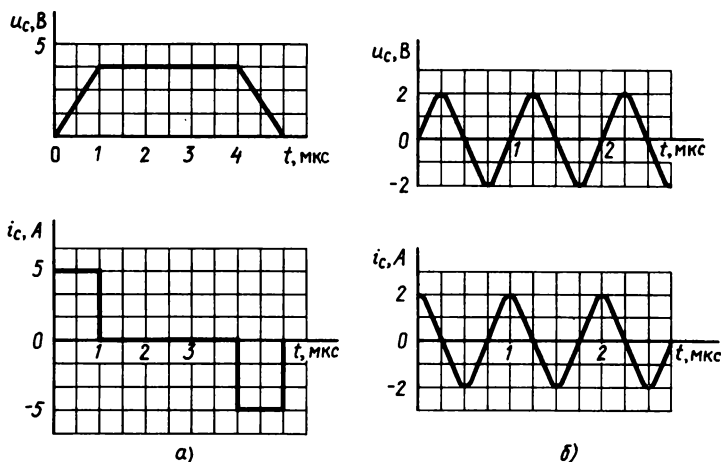 u_c, В
5
0 1 2 3 4 t, мкс
i_c, А
5
0
1 2 3 t, мкс
-5
а)
u_c, В
2
0
1 2 t, мкс
-2
i_c, А
2
0
1 2 t, мкс
-2
б)